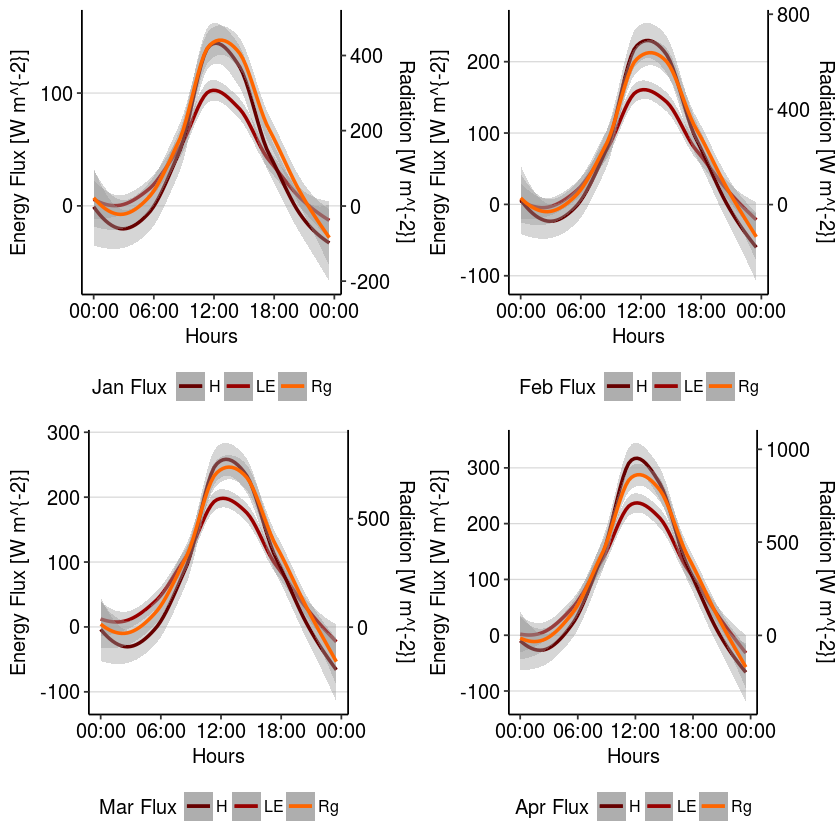 Energy Flux [W m^{-2}]
100
0
400
200
0
-200
Radiation [W m^{-2}]
00:00 06:00 12:00 18:00 00:00
Hours
Jan Flux H LE Rg
Energy Flux [W m^{-2}]
200
100
0
-100
800
400
0
Radiation [W m^{-2}]
00:00 06:00 12:00 18:00 00:00
Hours
Feb Flux H LE Rg
Energy Flux [W m^{-2}]
300
200
100
0
-100
500
0
Radiation [W m^{-2}]
00:00 06:00 12:00 18:00 00:00
Hours
Mar Flux H LE Rg
Energy Flux [W m^{-2}]
300
200
100
0
-100
1000
500
0
Radiation [W m^{-2}]
00:00 06:00 12:00 18:00 00:00
Hours
Apr Flux H LE Rg